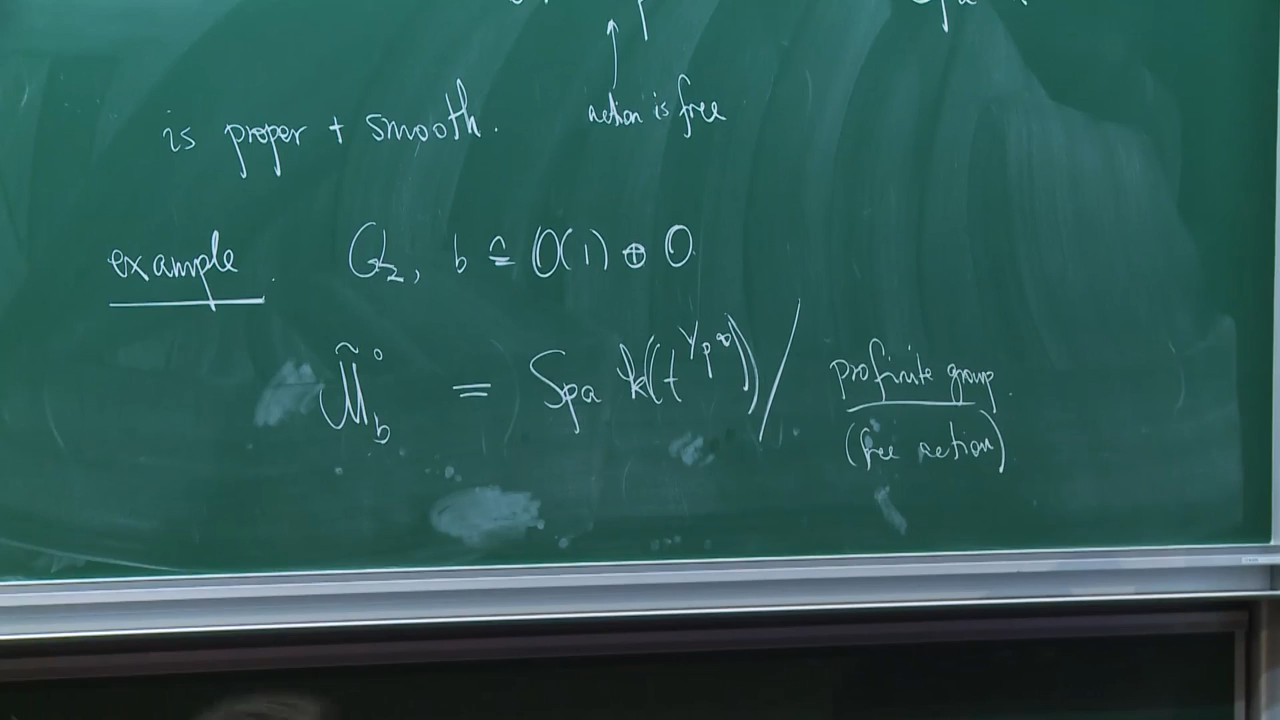 action is free
is proper + smooth.
example. GL₂, b ≙ O(1) ⊕ O
M̃°_b = Spa k((t^{1/p^∞})) / profinite group.
(free action)